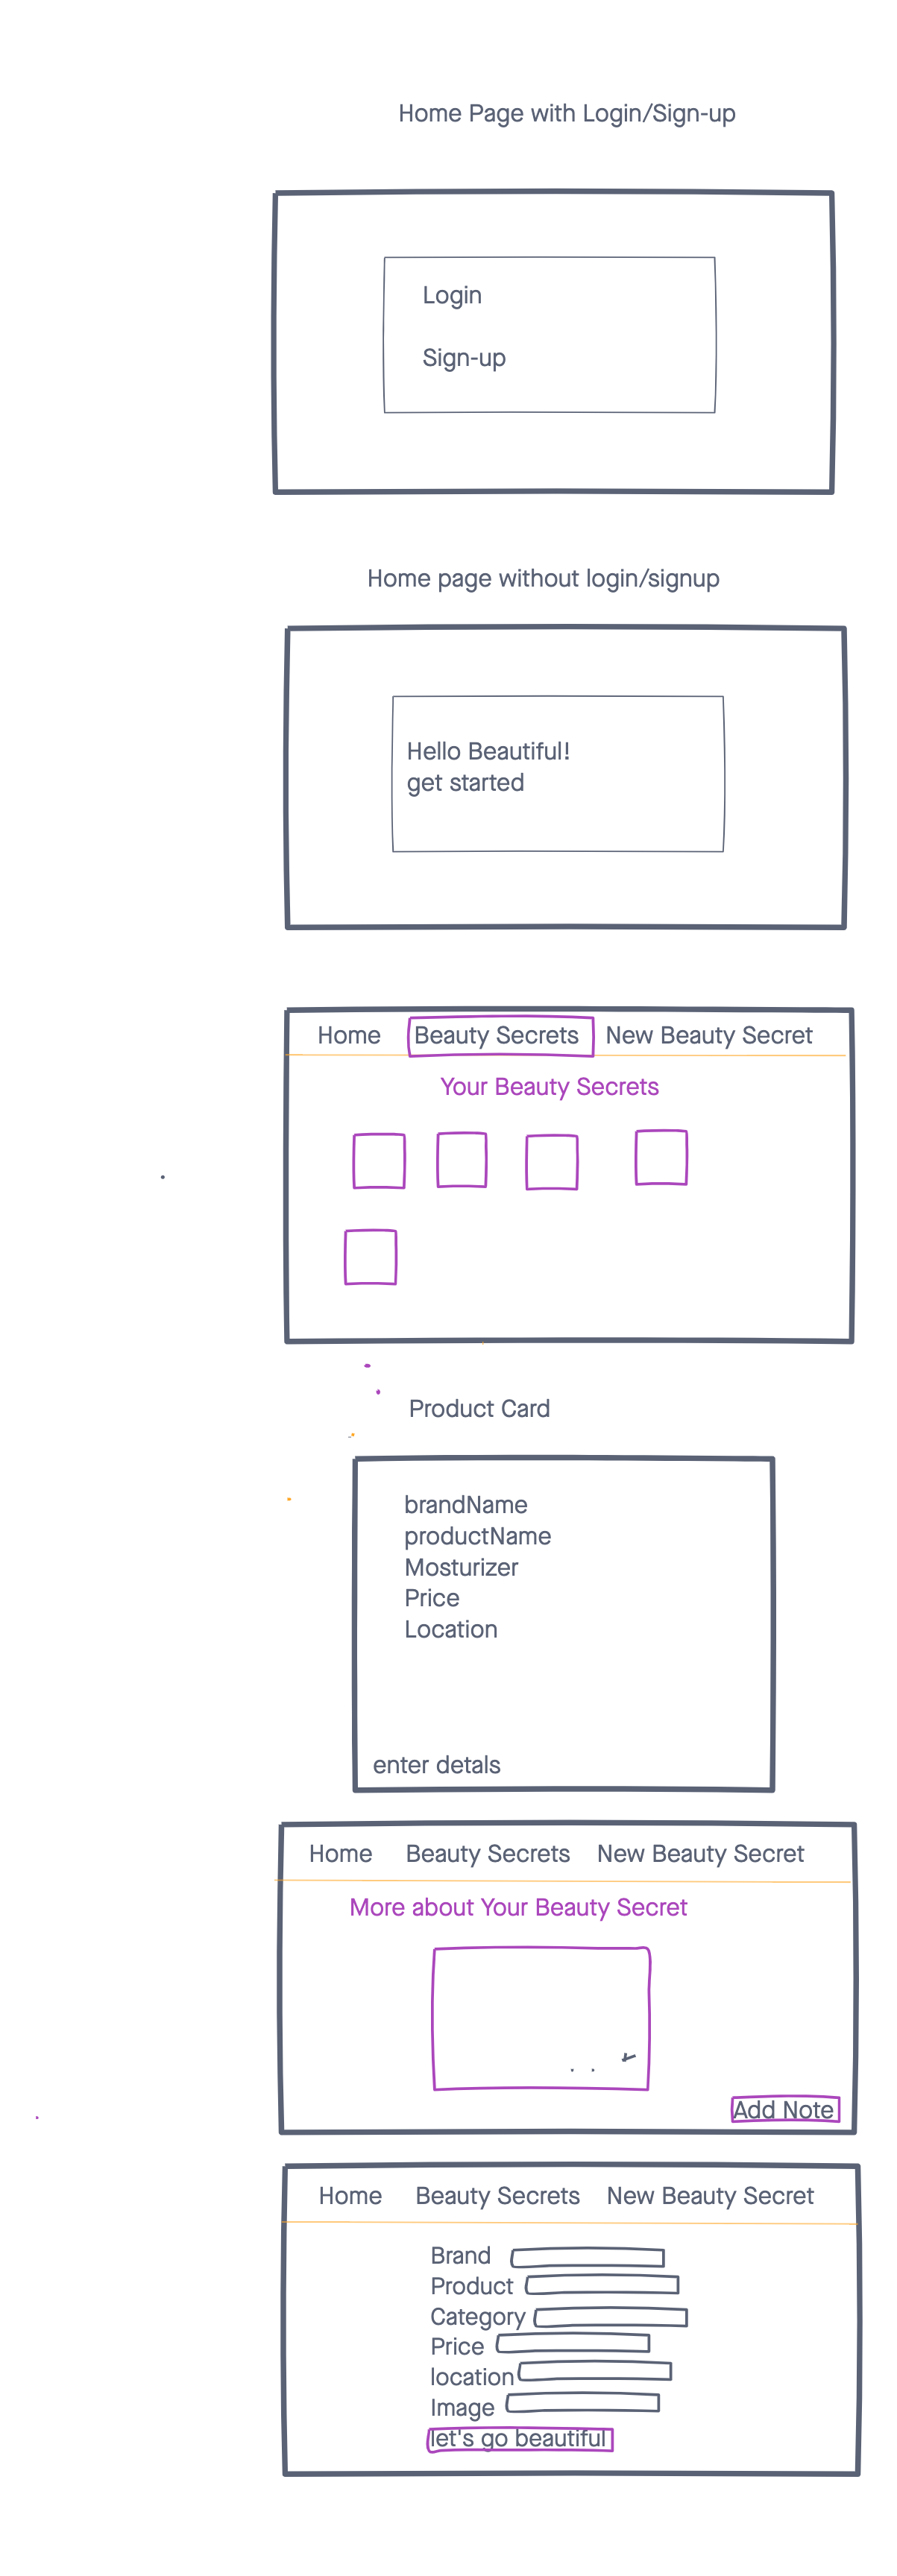 Home Page with Login/Sign-up
Login
Sign-up
Home page without login/signup
Hello Beautiful!
get started
Home Beauty Secrets New Beauty Secret
Your Beauty Secrets
Product Card
brandName
productName
Mosturizer
Price
Location
enter detals
Home Beauty Secrets New Beauty Secret
More about Your Beauty Secret
Add Note
Home Beauty Secrets New Beauty Secret
Brand
Product
Category
Price
location
Image
let's go beautiful